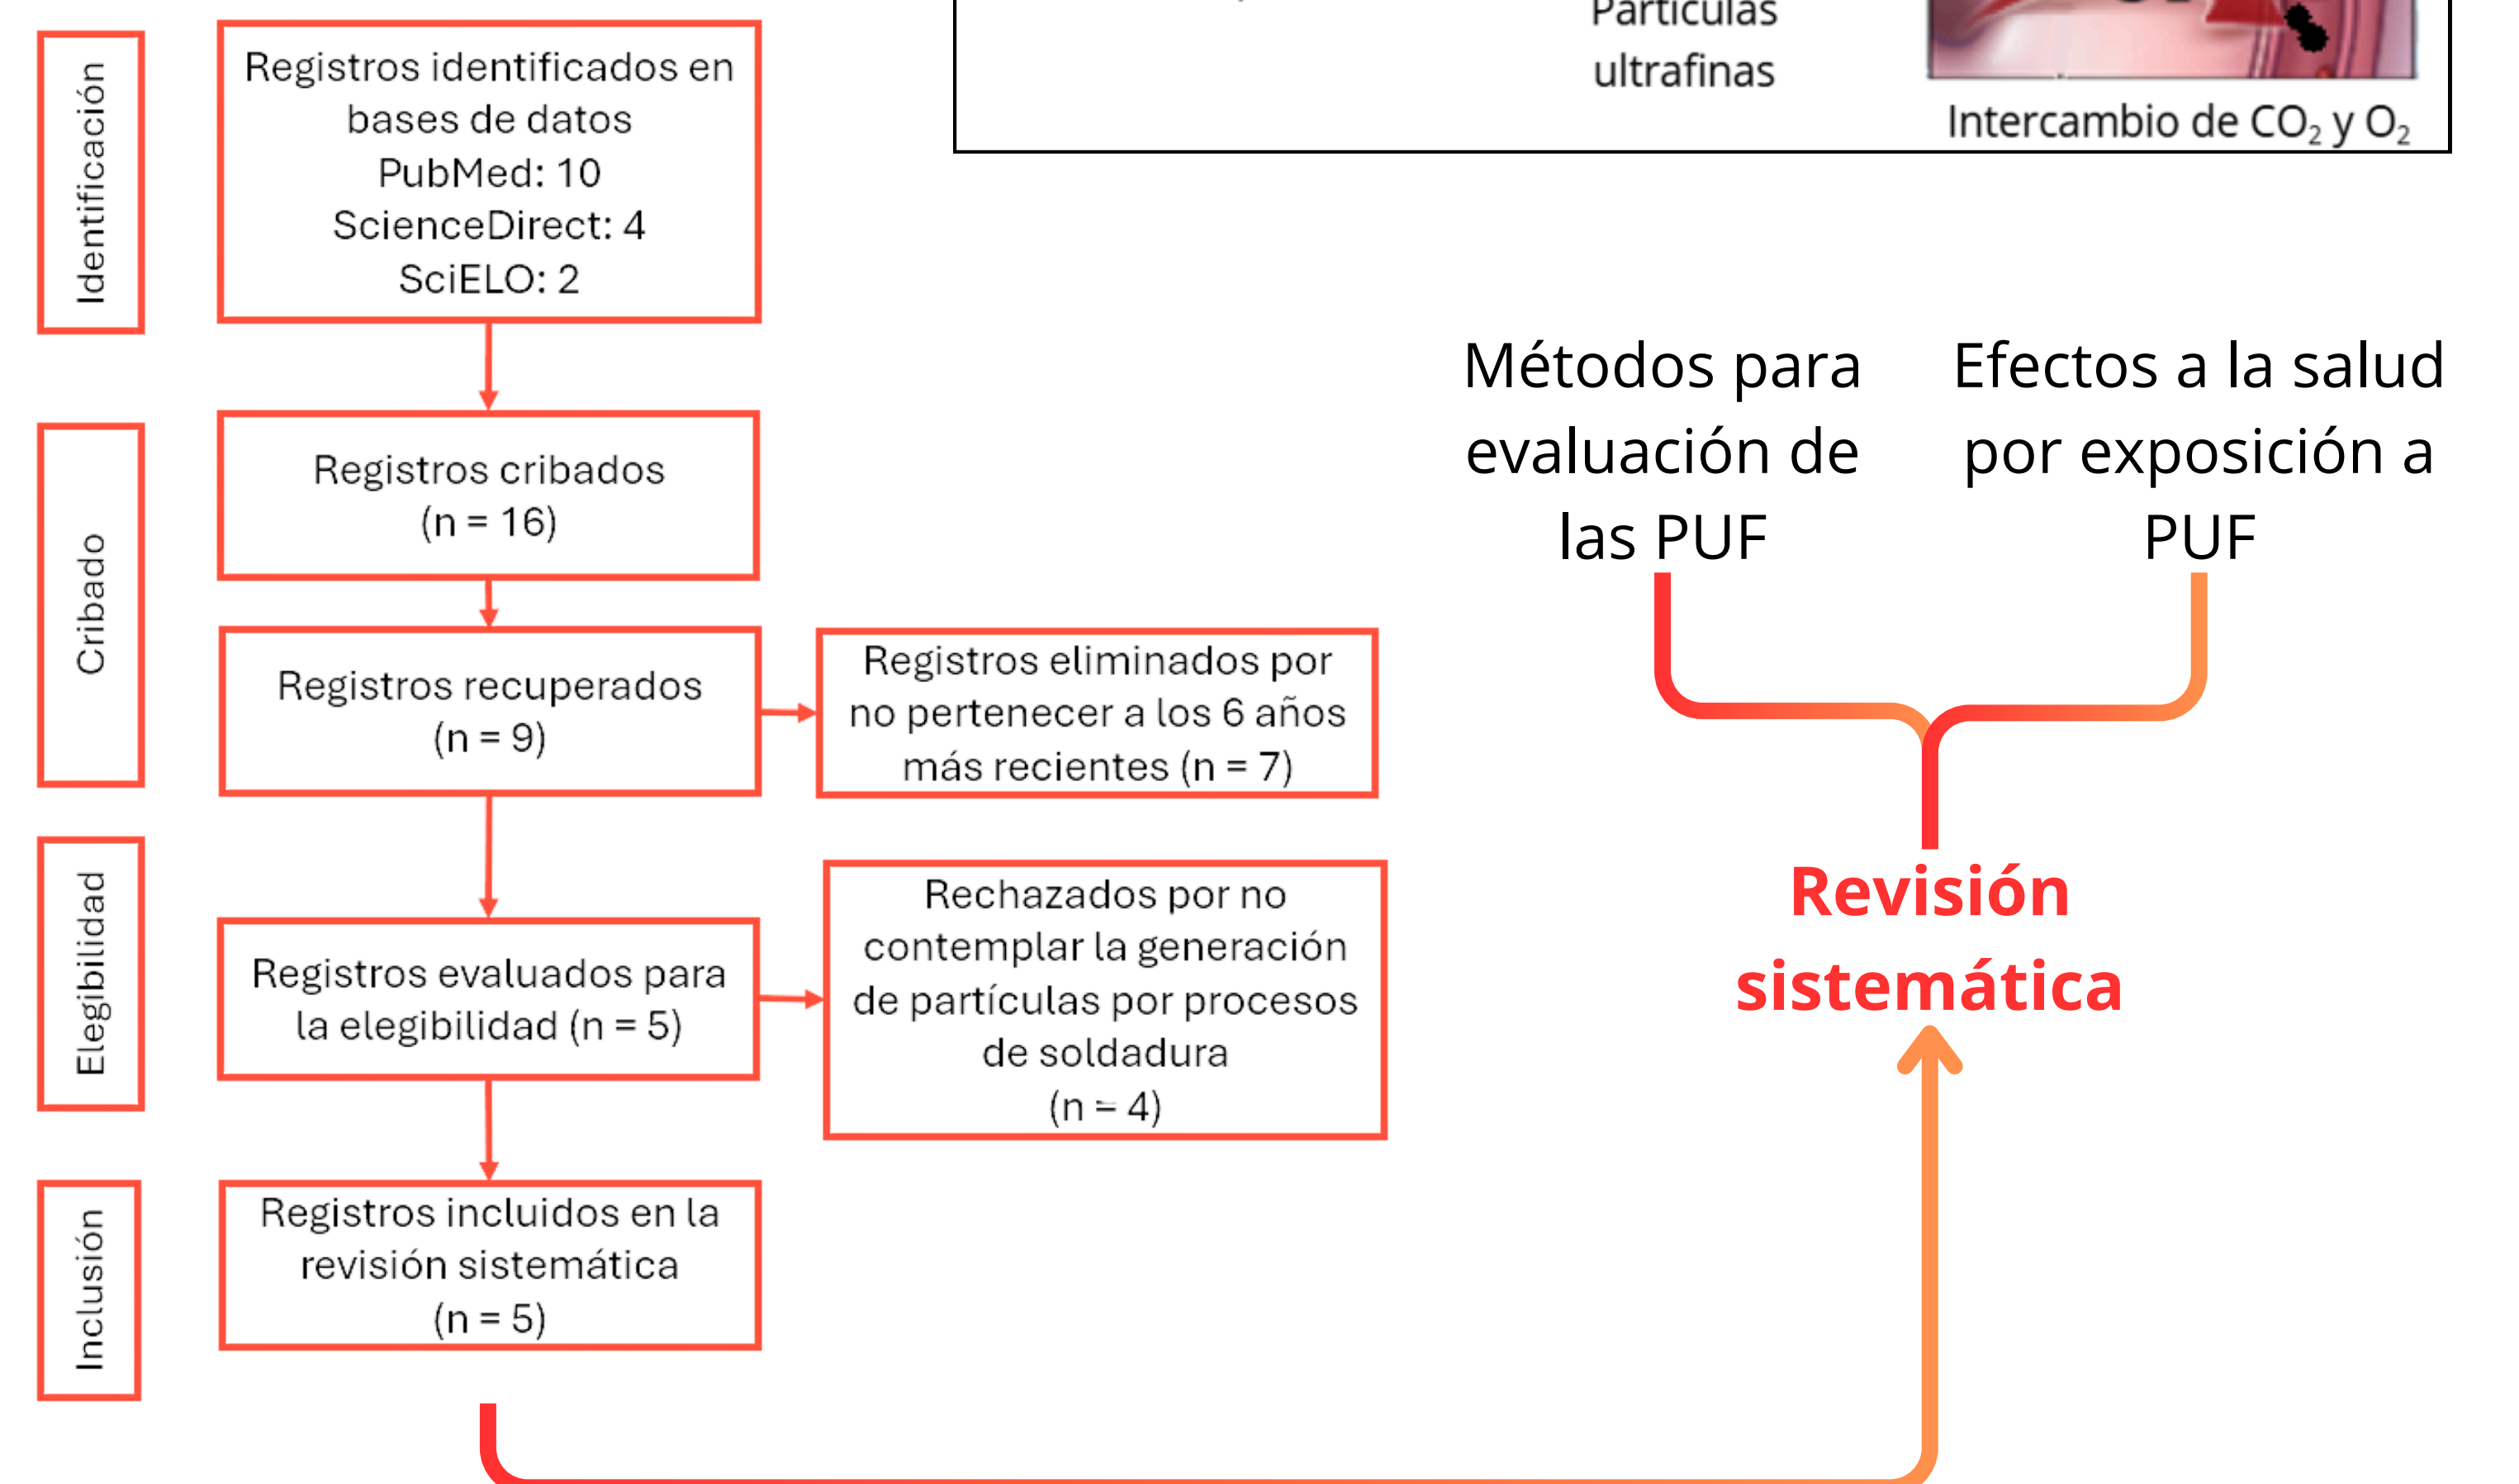 Partículas
ultrafinas
Intercambio de CO₂ y O₂
Identificación
Registros identificados en
bases de datos
PubMed: 10
ScienceDirect: 4
SciELO: 2
Cribado
Registros cribados
(n = 16)
Registros recuperados
(n = 9)
Registros eliminados por
no pertenecer a los 6 años
más recientes (n = 7)
Elegibilidad
Registros evaluados para
la elegibilidad (n = 5)
Rechazados por no
contemplar la generación
de partículas por procesos
de soldadura
(n = 4)
Inclusión
Registros incluidos en la
revisión sistemática
(n = 5)
Métodos para
evaluación de
las PUF
Efectos a la salud
por exposición a
PUF
Revisión
sistemática